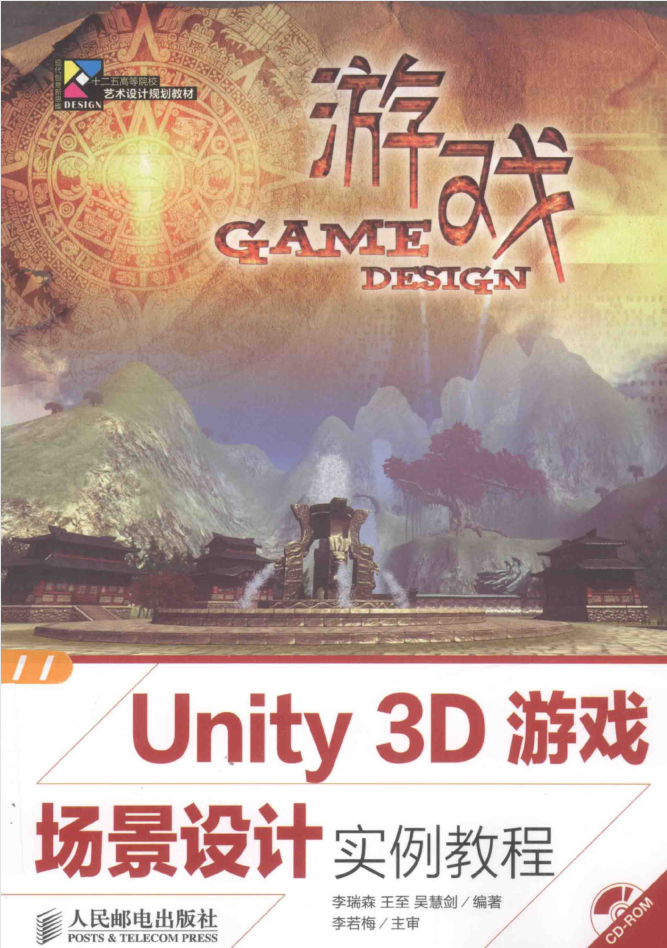 十二五高等院校
艺术设计规划教材
DESIGN
游戏
GAME
DESIGN
Unity 3D 游戏
场景设计 实例教程
李瑞森 王至 吴慧剑/编著
李若梅/主审
人民邮电出版社
POSTS & TELECOM PRESS
CD-ROM